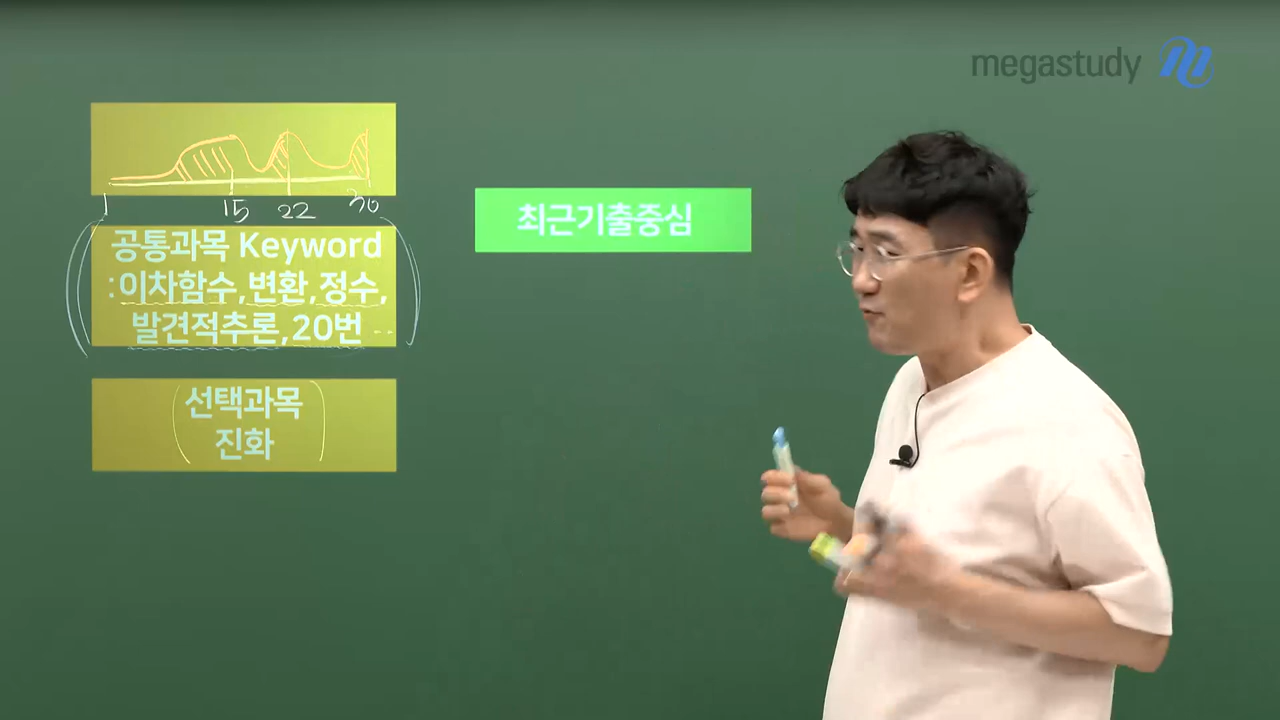 megastudy
1 15 22 30
공통과목 Keyword
:이차함수,변환,정수,
발견적추론,20번
선택과목
진화
최근기출중심